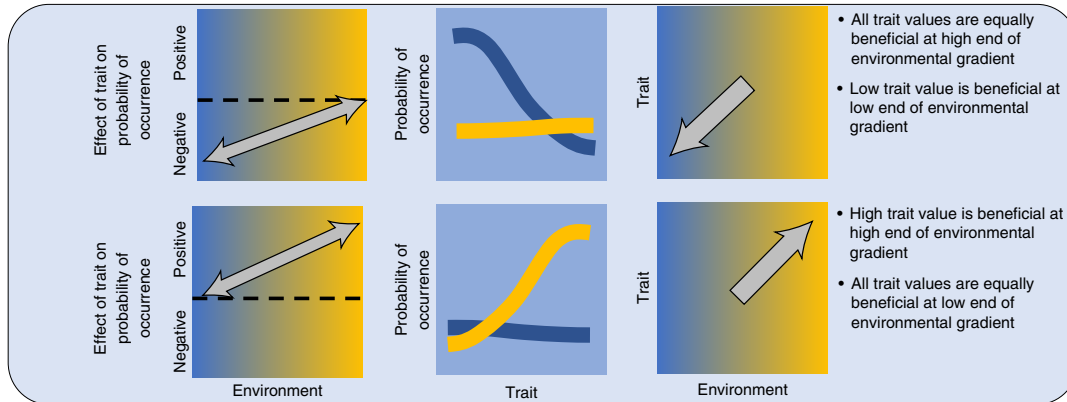 Effect of trait on
probability of
occurrence
Negative
Positive
Probability of
occurrence
Trait
• All trait values are equally
beneficial at high end of
environmental gradient
• Low trait value is beneficial at
low end of environmental
gradient
Effect of trait on
probability of
occurrence
Negative
Positive
Environment
Probability of
occurrence
Trait
Trait
Environment
• High trait value is beneficial at
high end of environmental
gradient
• All trait values are equally
beneficial at low end of
environmental gradient